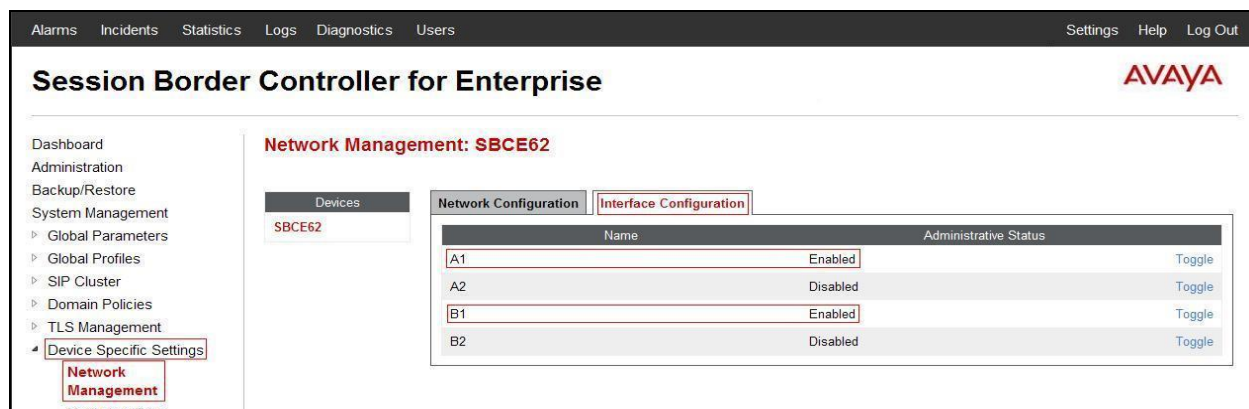 Alarms Incidents Statistics Logs Diagnostics Users Settings Help Log Out
Session Border Controller for Enterprise
AVAYA
Dashboard
Administration
Backup/Restore
System Management
Global Parameters
Global Profiles
SIP Cluster
Domain Policies
TLS Management
Device Specific Settings
Network
Management
Network Management: SBCE62
Devices
SBCE62
Network Configuration Interface Configuration
Name Administrative Status
A1 Enabled Toggle
A2 Disabled Toggle
B1 Enabled Toggle
B2 Disabled Toggle